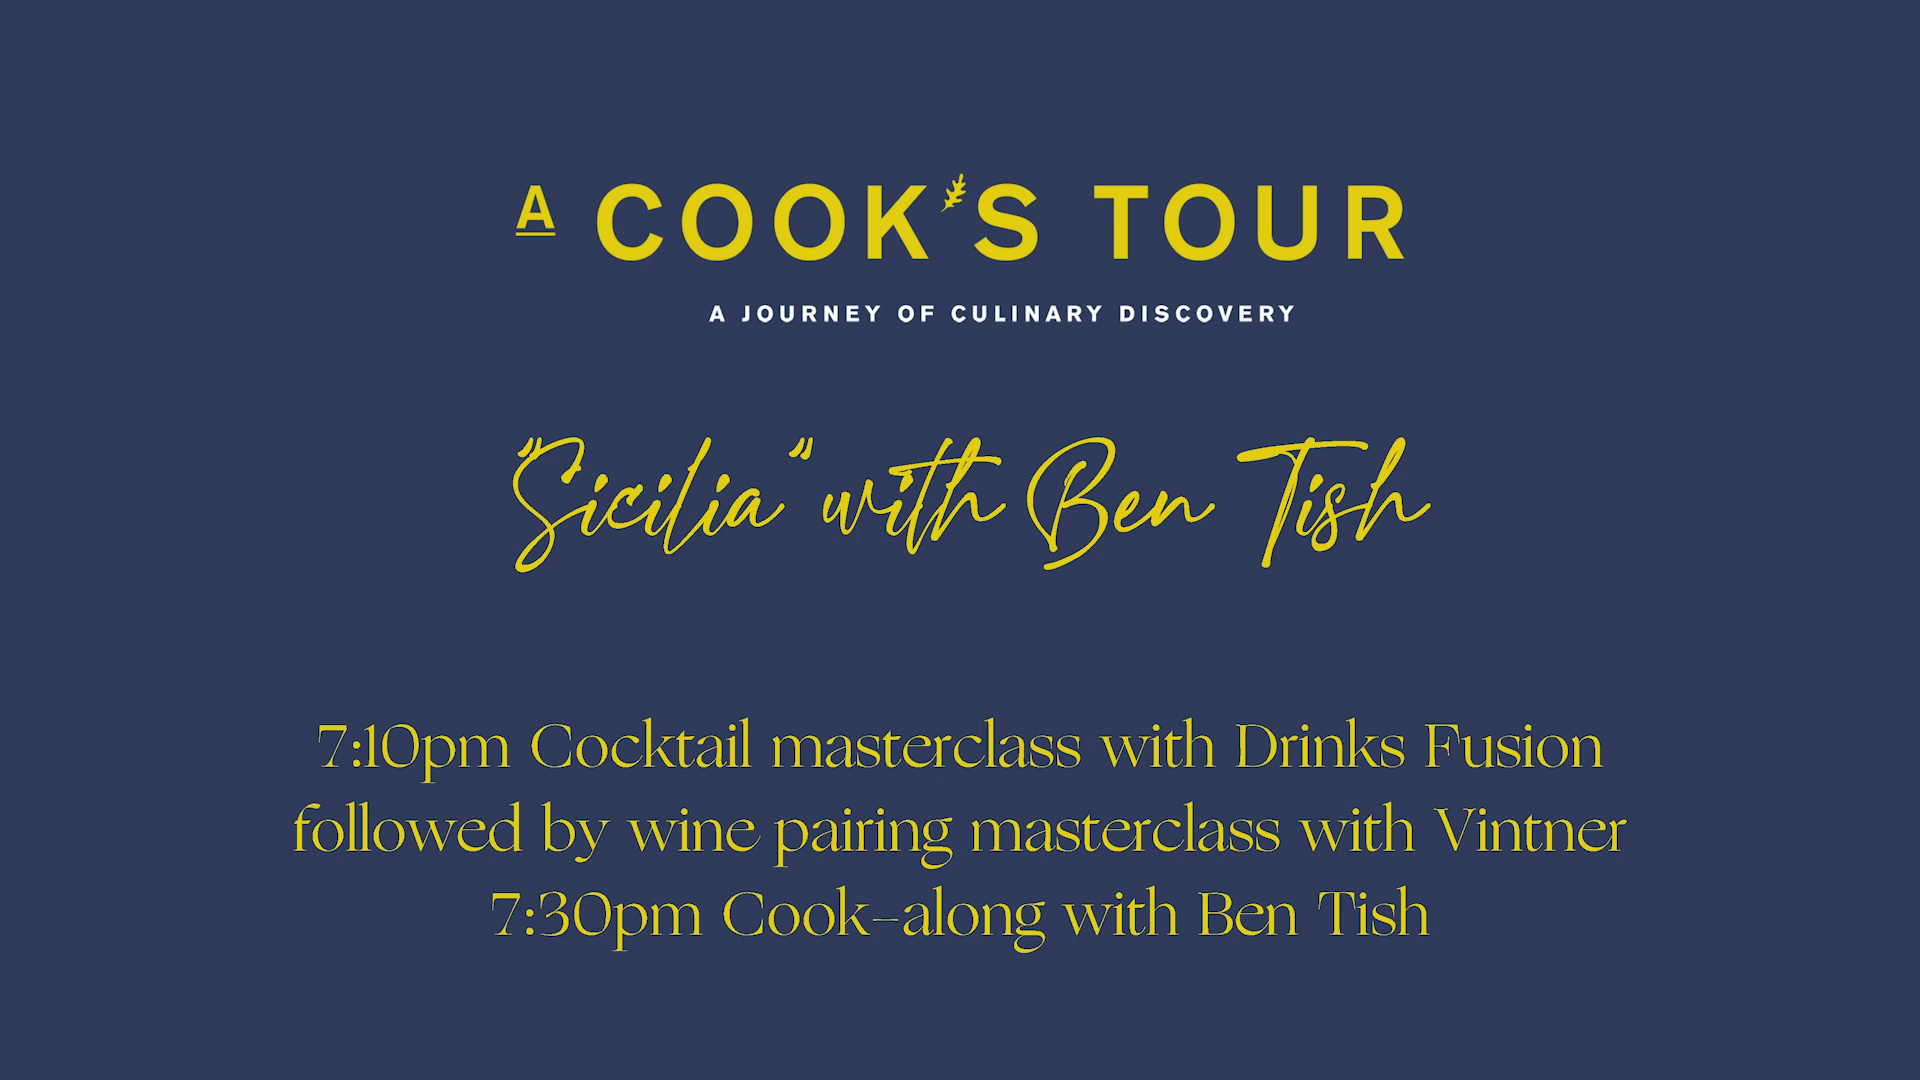 A COOK'S TOUR
A JOURNEY OF CULINARY DISCOVERY
"Sicilia" with Ben Tish
7:10pm Cocktail masterclass with Drinks Fusion
followed by wine pairing masterclass with Vintner
7:30pm Cook-along with Ben Tish